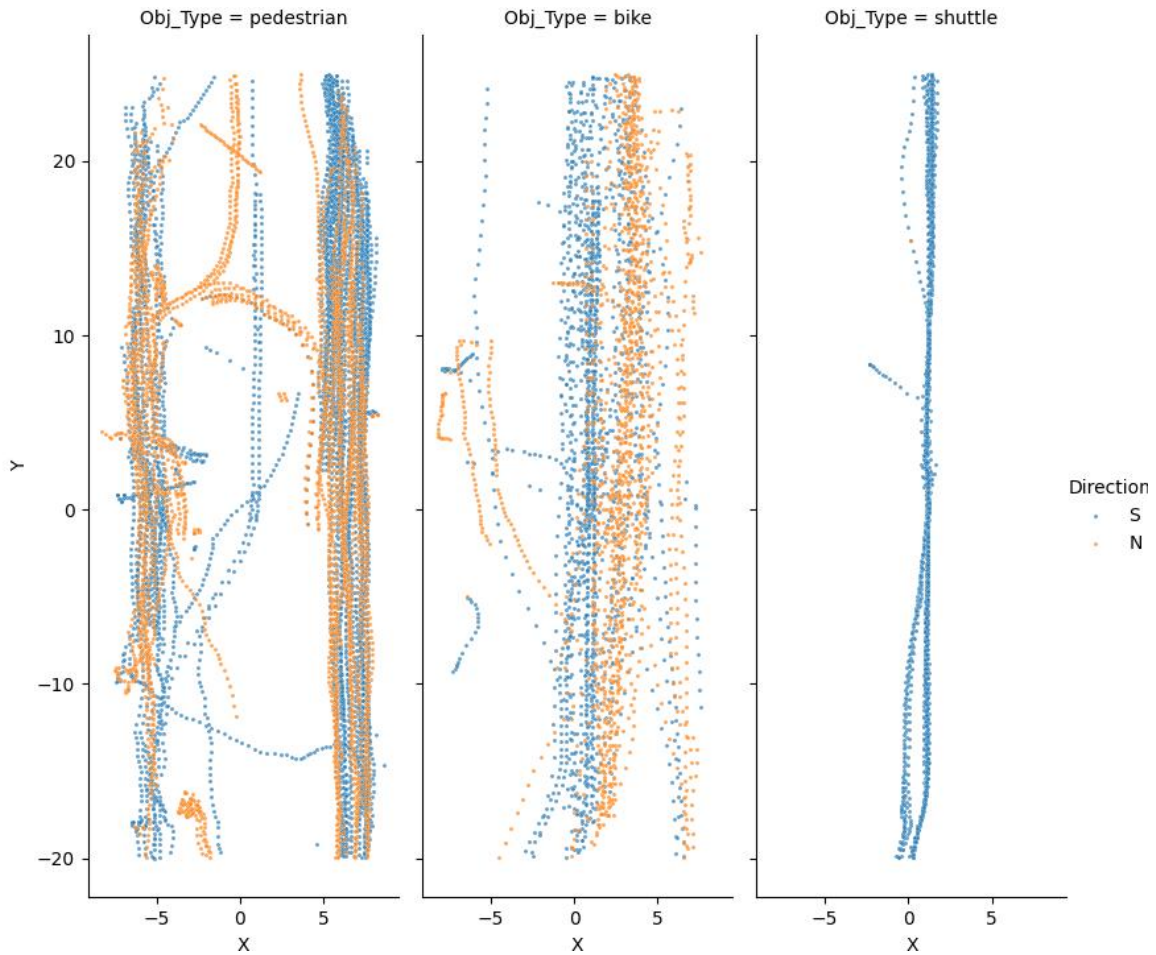 Obj_Type = pedestrian
Obj_Type = bike
Obj_Type = shuttle
20
10
0
−10
−20
Y
−5 0 5
−5 0 5
−5 0 5
X
X
X
Direction
S
N